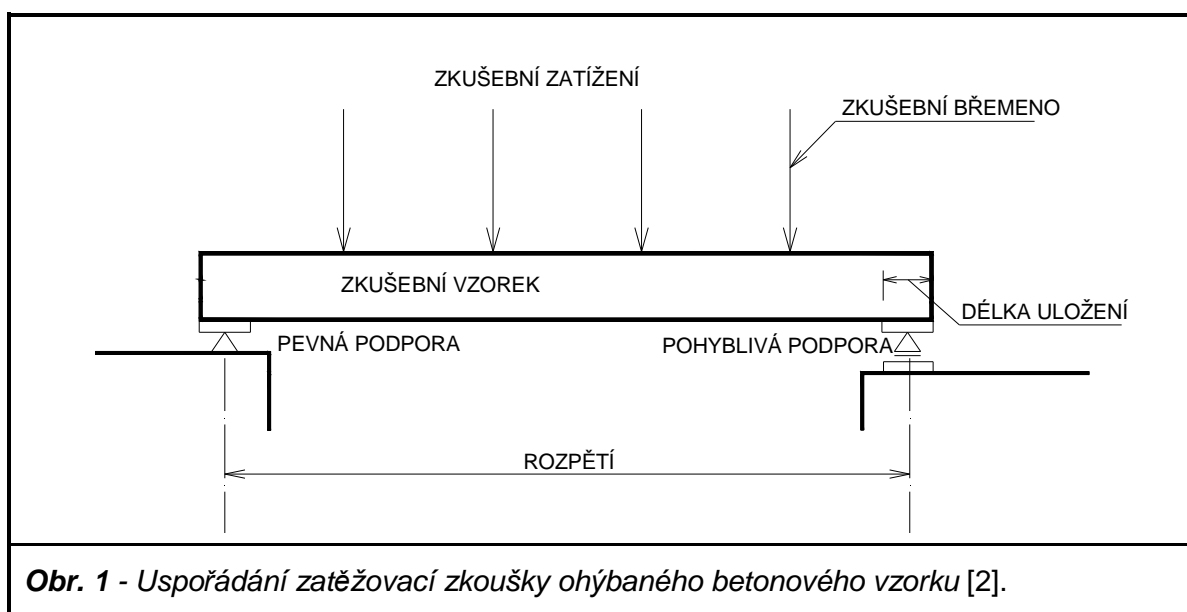 ZKUŠEBNÍ ZATÍŽENÍ
ZKUŠEBNÍ BŘEMENO
ZKUŠEBNÍ VZOREK
DÉLKA ULOŽENÍ
PEVNÁ PODPORA
POHYBLIVÁ PODPORA
ROZPĚTÍ
Obr. 1 - Uspořádání zatěžovací zkoušky ohýbaného betonového vzorku [2].